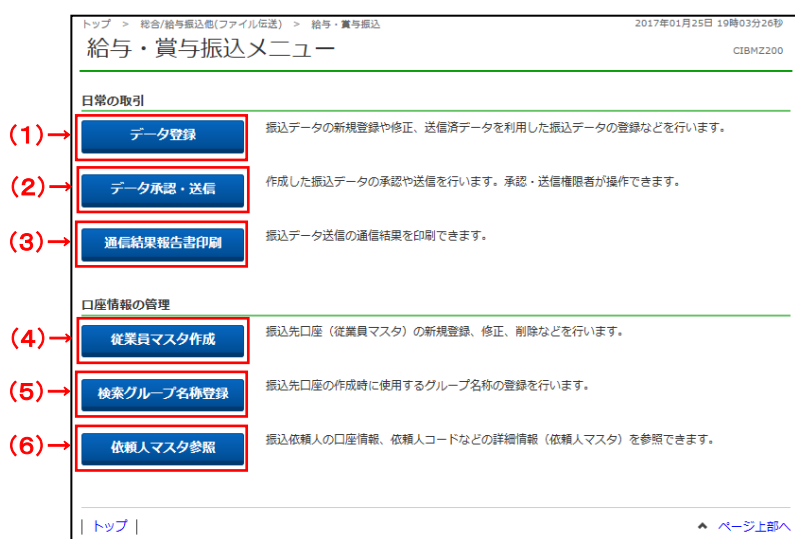 トップ > 総合/給与振込他(ファイル伝送) > 給与・賞与振込 2017年01月25日 19時03分26秒
給与・賞与振込メニュー CIBMZ200
日常の取引
(1)→ データ登録 振込データの新規登録や修正、送信済データを利用した振込データの登録などを行います。
(2)→ データ承認・送信 作成した振込データの承認や送信を行います。承認・送信権限者が操作できます。
(3)→ 通信結果報告書印刷 振込データ送信の通信結果を印刷できます。
口座情報の管理
(4)→ 従業員マスタ作成 振込先口座（従業員マスタ）の新規登録、修正、削除などを行います。
(5)→ 検索グループ名称登録 振込先口座の作成時に使用するグループ名称の登録を行います。
(6)→ 依頼人マスタ参照 振込依頼人の口座情報、依頼人コードなどの詳細情報（依頼人マスタ）を参照できます。
| トップ | ページ上部へ